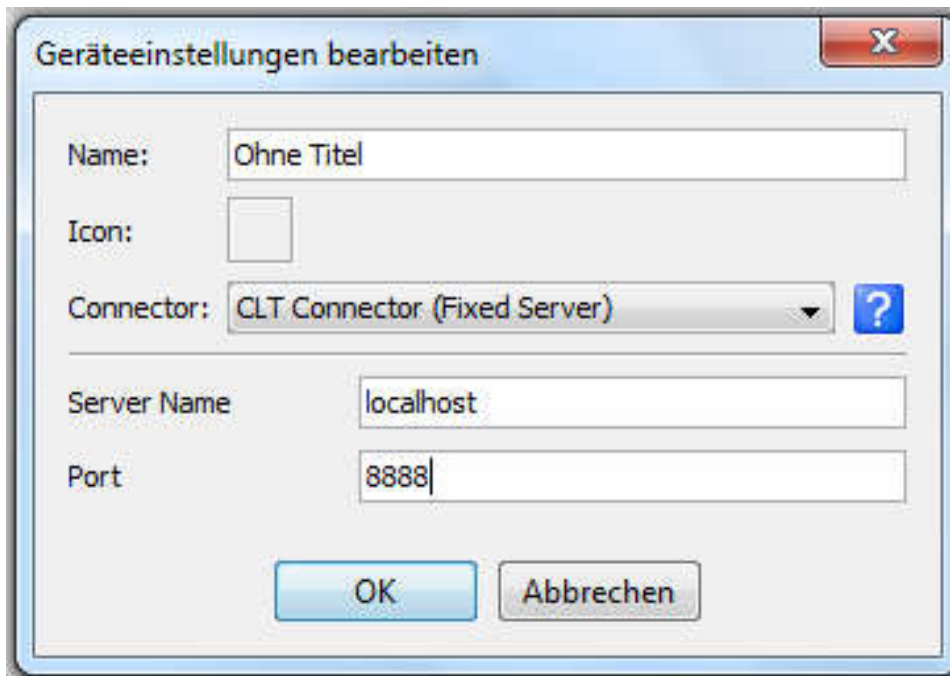 Geräteeinstellungen bearbeiten
Name: Ohne Titel
Icon:
Connector: CLT Connector (Fixed Server) ?
Server Name localhost
Port 8888
OK Abbrechen